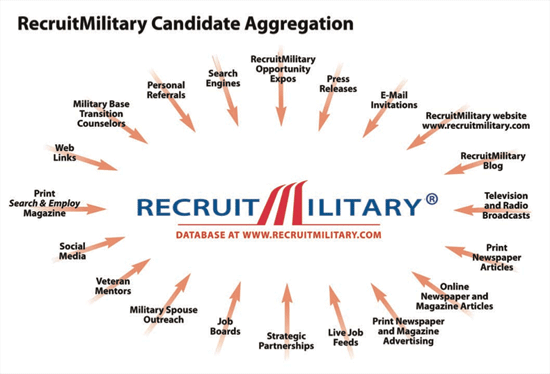 RecruitMilitary Candidate Aggregation
RecruitMilitary
Opportunity
Expos
Search
Engines
Press
Releases
Personal
Referrals
E-Mail
Invitations
Military Base
Transition
Counselors
RecruitMilitary website
www.recruitmilitary.com
Web
Links
RecruitMilitary
Blog
Print
Search & Employ
Magazine
RECRUIT MILITARY®
DATABASE AT WWW.RECRUITMILITARY.COM
Television
and Radio
Broadcasts
Social
Media
Print
Newspaper
Articles
Veteran
Mentors
Online
Newspaper and
Magazine Articles
Military Spouse
Outreach
Job
Boards
Strategic
Partnerships
Live Job
Feeds
Print Newspaper
and Magazine
Advertising